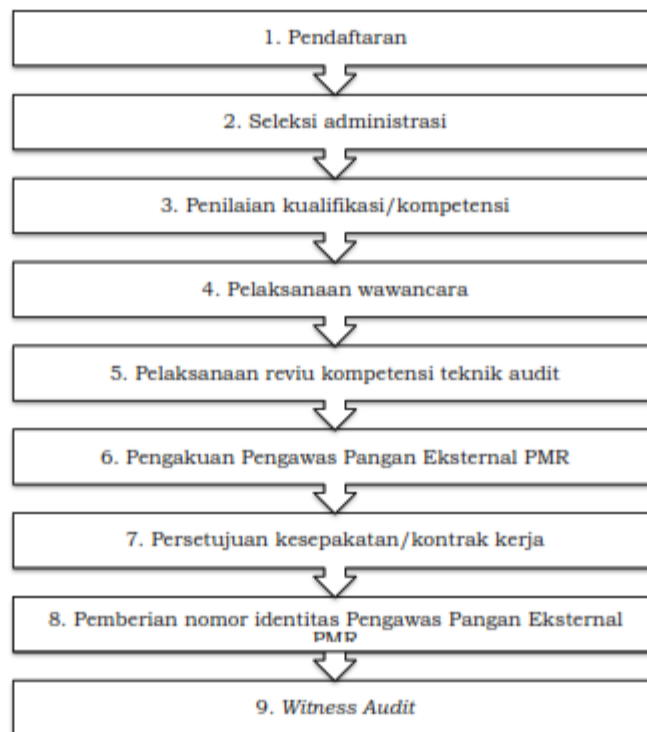 1. Pendaftaran
2. Seleksi administrasi
3. Penilaian kualifikasi/kompetensi
4. Pelaksanaan wawancara
5. Pelaksanaan reviu kompetensi teknik audit
6. Pengakuan Pengawas Pangan Eksternal PMR
7. Persetujuan kesepakatan/kontrak kerja
8. Pemberian nomor identitas Pengawas Pangan Eksternal
PMR
9. Witness Audit